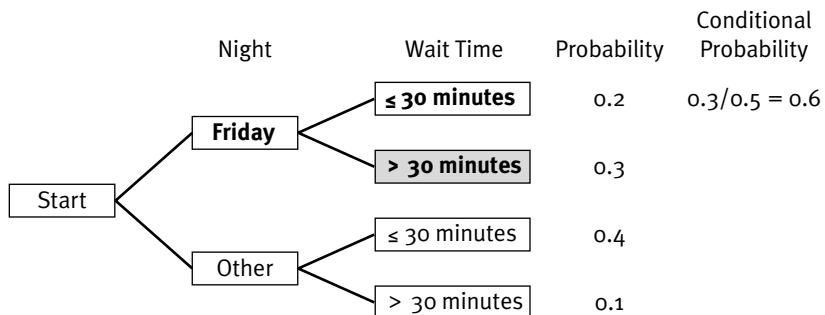 Conditional
Night Wait Time Probability Probability
≤ 30 minutes 0.2 0.3/0.5 = 0.6
Friday
> 30 minutes 0.3
Start
≤ 30 minutes 0.4
Other
> 30 minutes 0.1